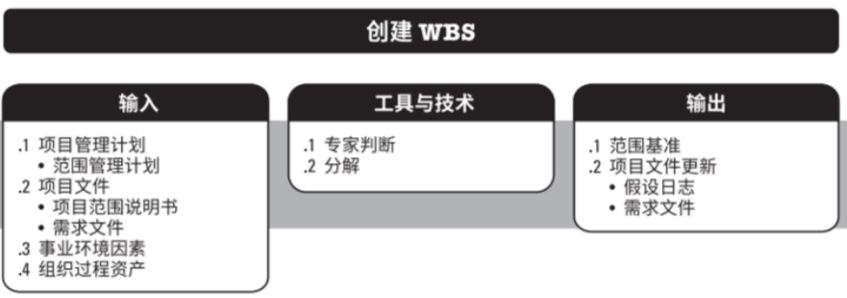 创建 WBS
输入
.1 项目管理计划
• 范围管理计划
.2 项目文件
• 项目范围说明书
• 需求文件
.3 事业环境因素
.4 组织过程资产
工具与技术
.1 专家判断
.2 分解
输出
.1 范围基准
.2 项目文件更新
• 假设日志
• 需求文件